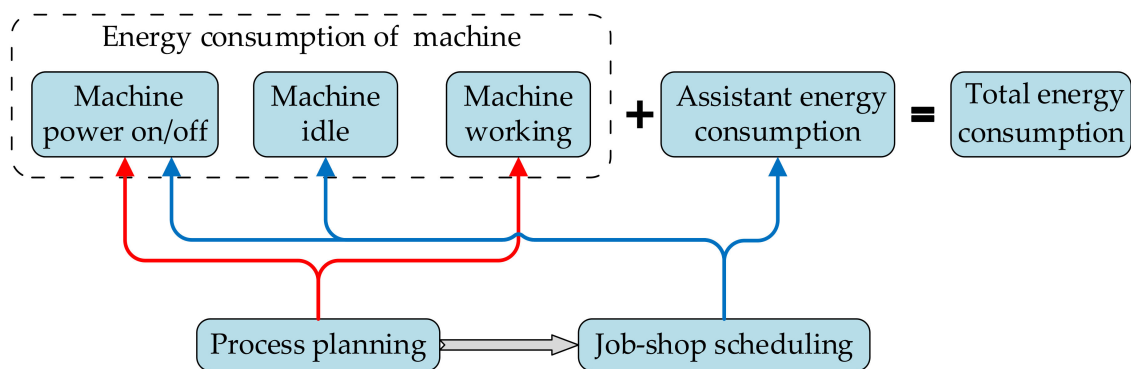 Energy consumption of machine
Machine
power on/off
Machine
idle
Machine
working
+
Assistant energy
consumption
=
Total energy
consumption
Process planning
Job-shop scheduling